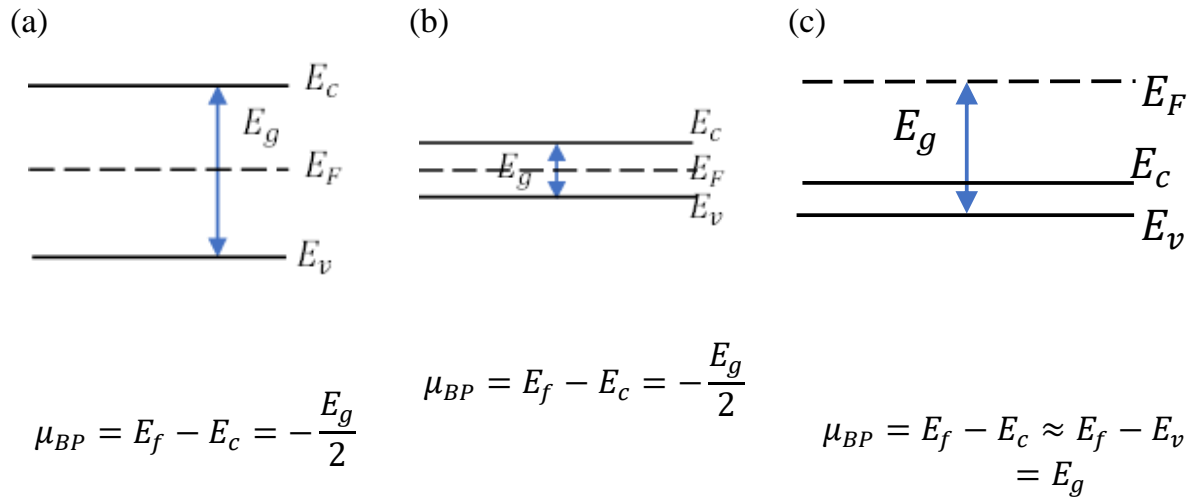 (a)
E_c
E_g
E_F
E_v
μ_BP = E_f − E_c = −E_g/2
(b)
E_c
E_g
E_F
E_v
μ_BP = E_f − E_c = −E_g/2
(c)
E_F
E_g
E_c
E_v
μ_BP = E_f − E_c ≈ E_f − E_v
= E_g